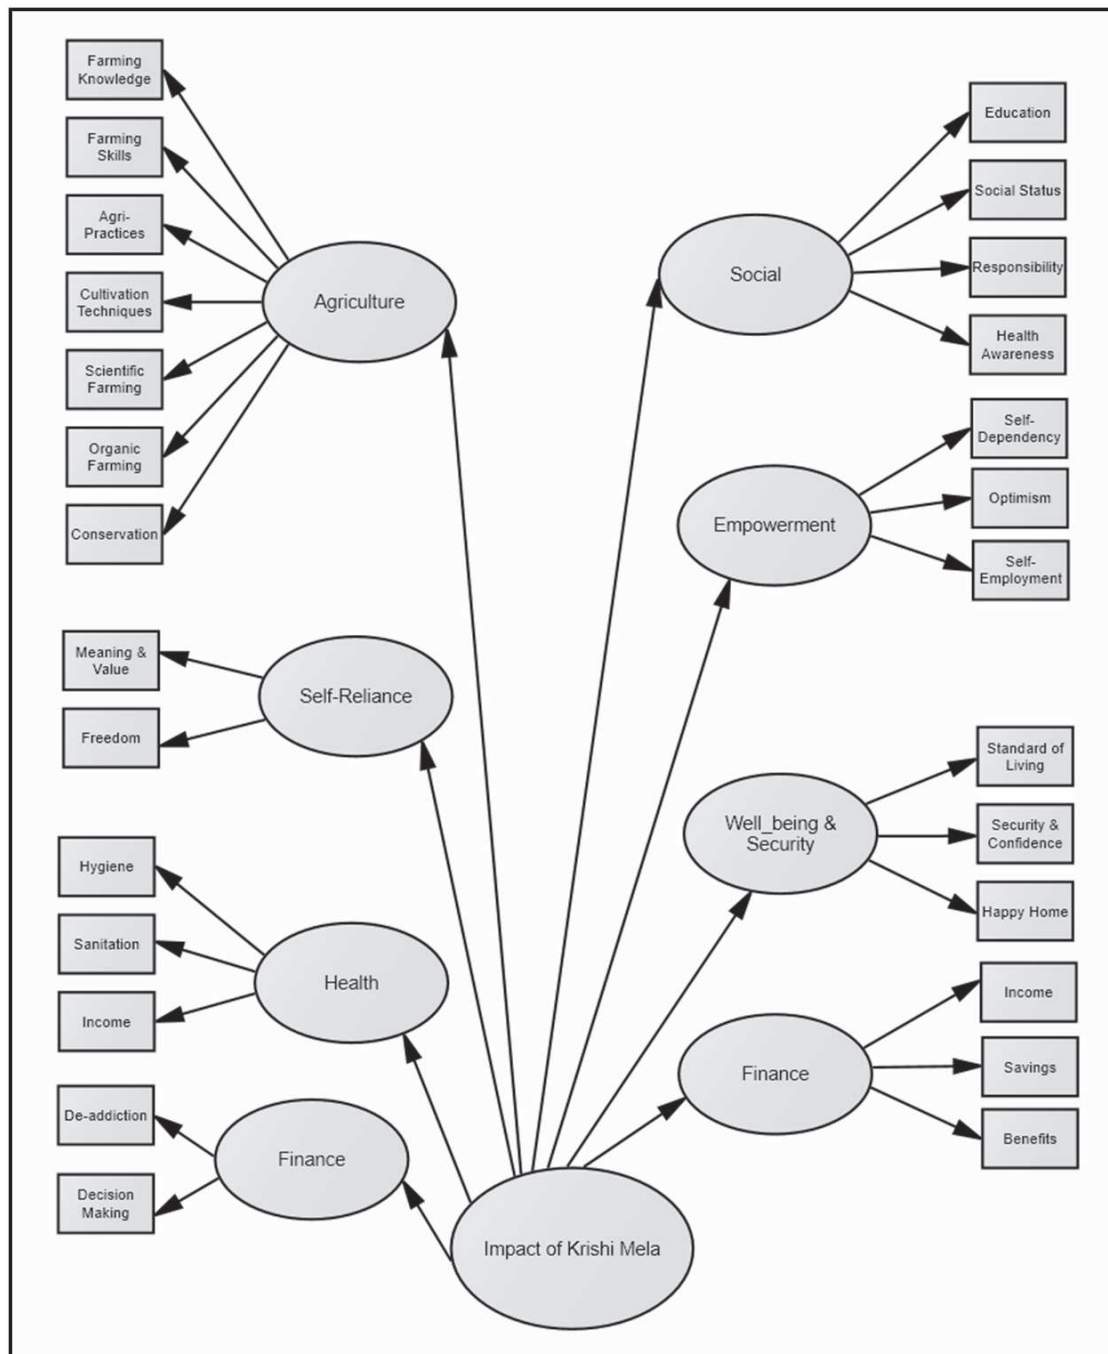 Farming
Knowledge
Farming
Skills
Agri-
Practices
Cultivation
Techniques
Scientific
Farming
Organic
Farming
Conservation
Agriculture
Meaning &
Value
Freedom
Self-Reliance
Hygiene
Sanitation
Income
Health
De-addiction
Decision
Making
Finance
Impact of Krishi Mela
Social
Education
Social Status
Responsibility
Health
Awareness
Empowerment
Self-
Dependency
Optimism
Self-
Employment
Well_being &
Security
Standard of
Living
Security &
Confidence
Happy Home
Finance
Income
Savings
Benefits